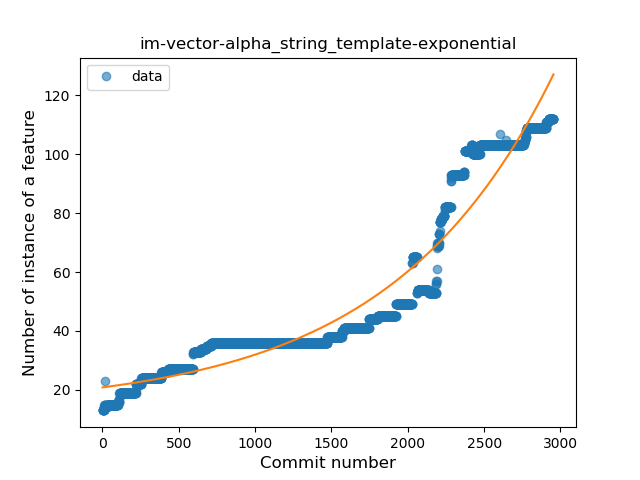 im-vector-alpha_string_template-exponential
data
Number of instance of a feature
120
100
80
60
40
20
0 500 1000 1500 2000 2500 3000
Commit number